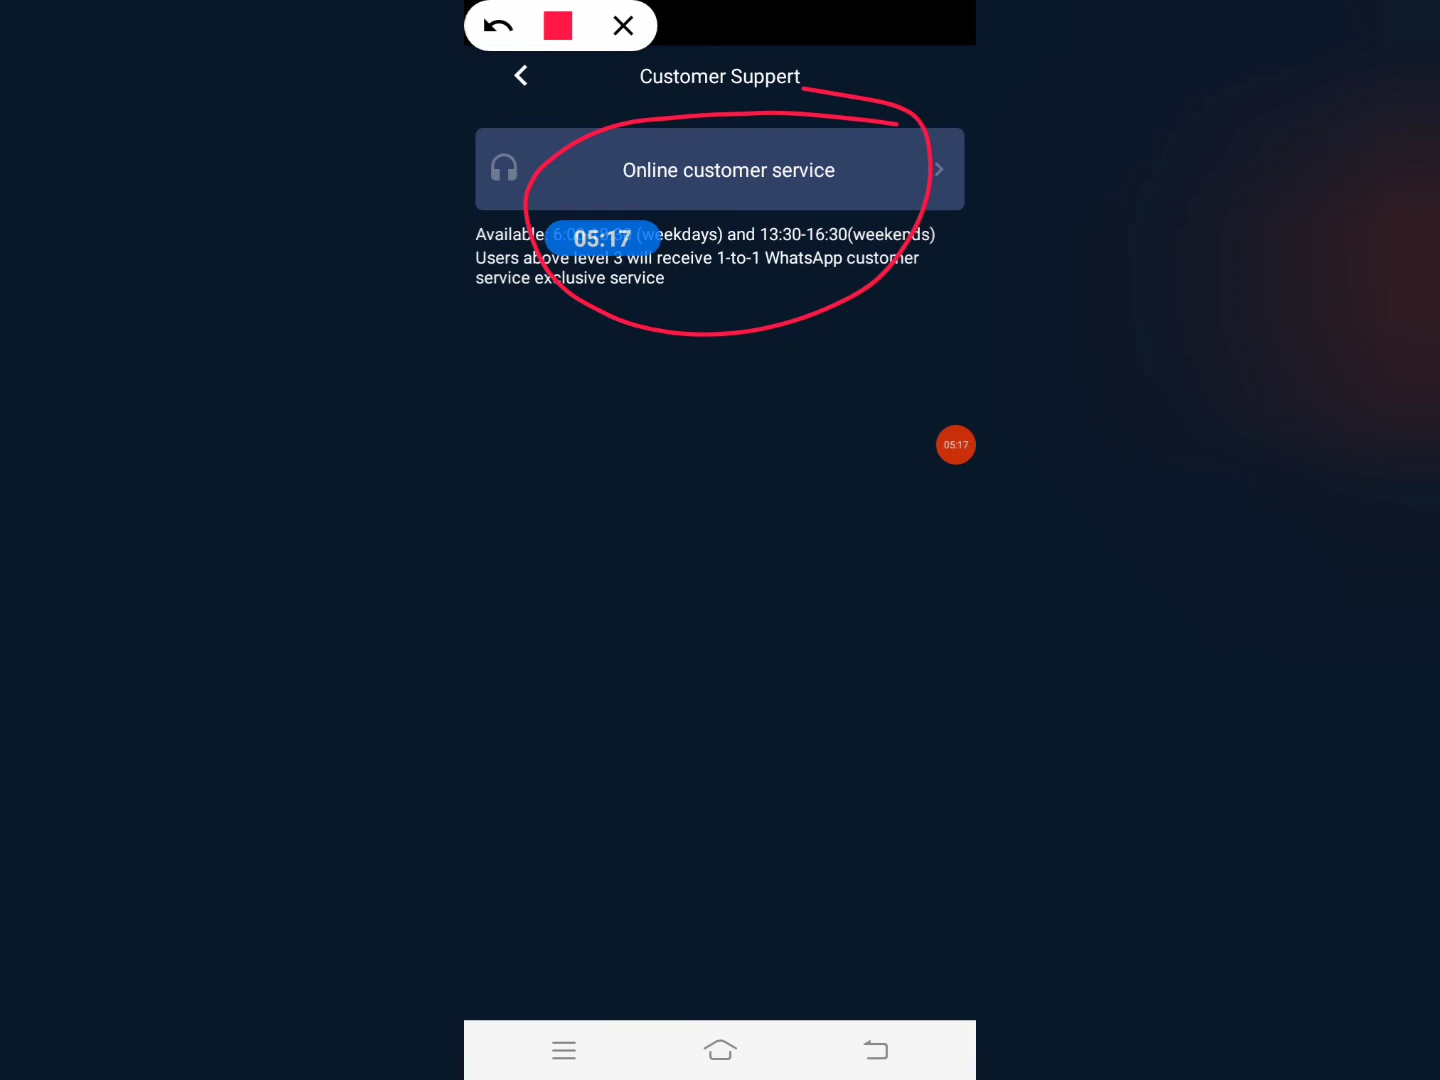 Customer Support
Online customer service
Available: (weekdays) and 13:30-16:30(weekends)
05:17
Users above level 3 will receive 1-to-1 WhatsApp customer
service exclusive service
05:17